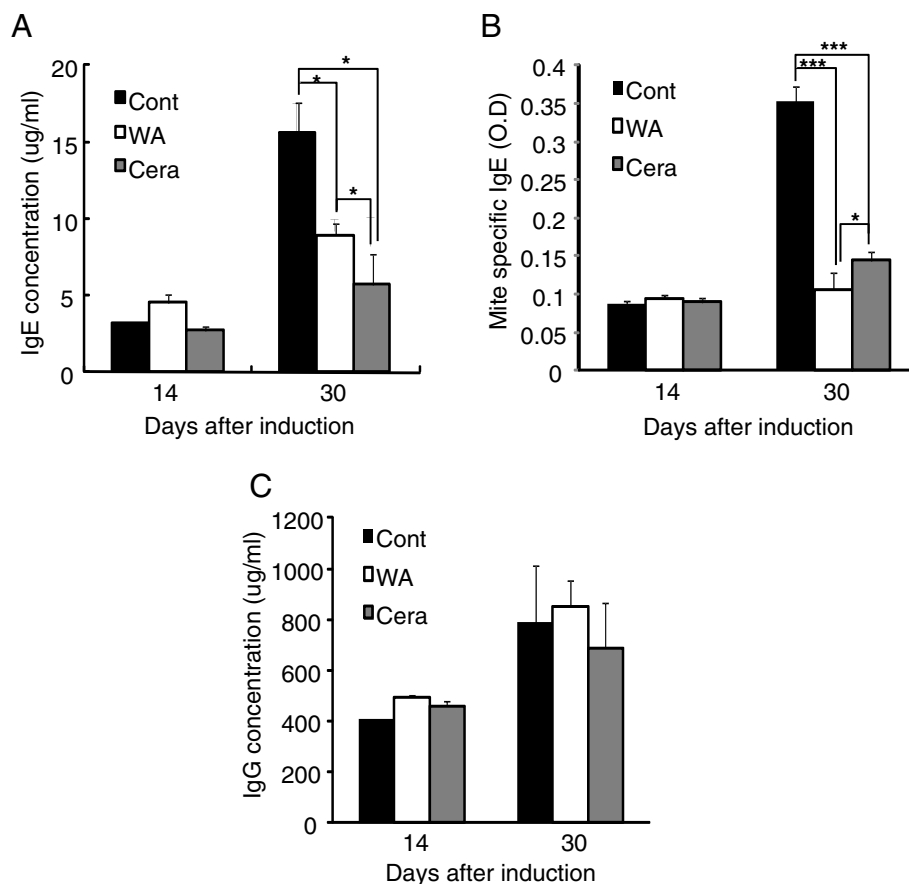 A
IgE concentration (ug/ml)
20
15
10
5
0
Cont
WA
Cera
*
*
*
14
30
Days after induction
B
Mite specific IgE (O.D)
0.4
0.35
0.3
0.25
0.2
0.15
0.1
0.05
0
Cont
WA
Cera
***
***
*
14
30
Days after induction
C
IgG concentration (ug/ml)
1200
1000
800
600
400
200
0
Cont
WA
Cera
14
30
Days after induction